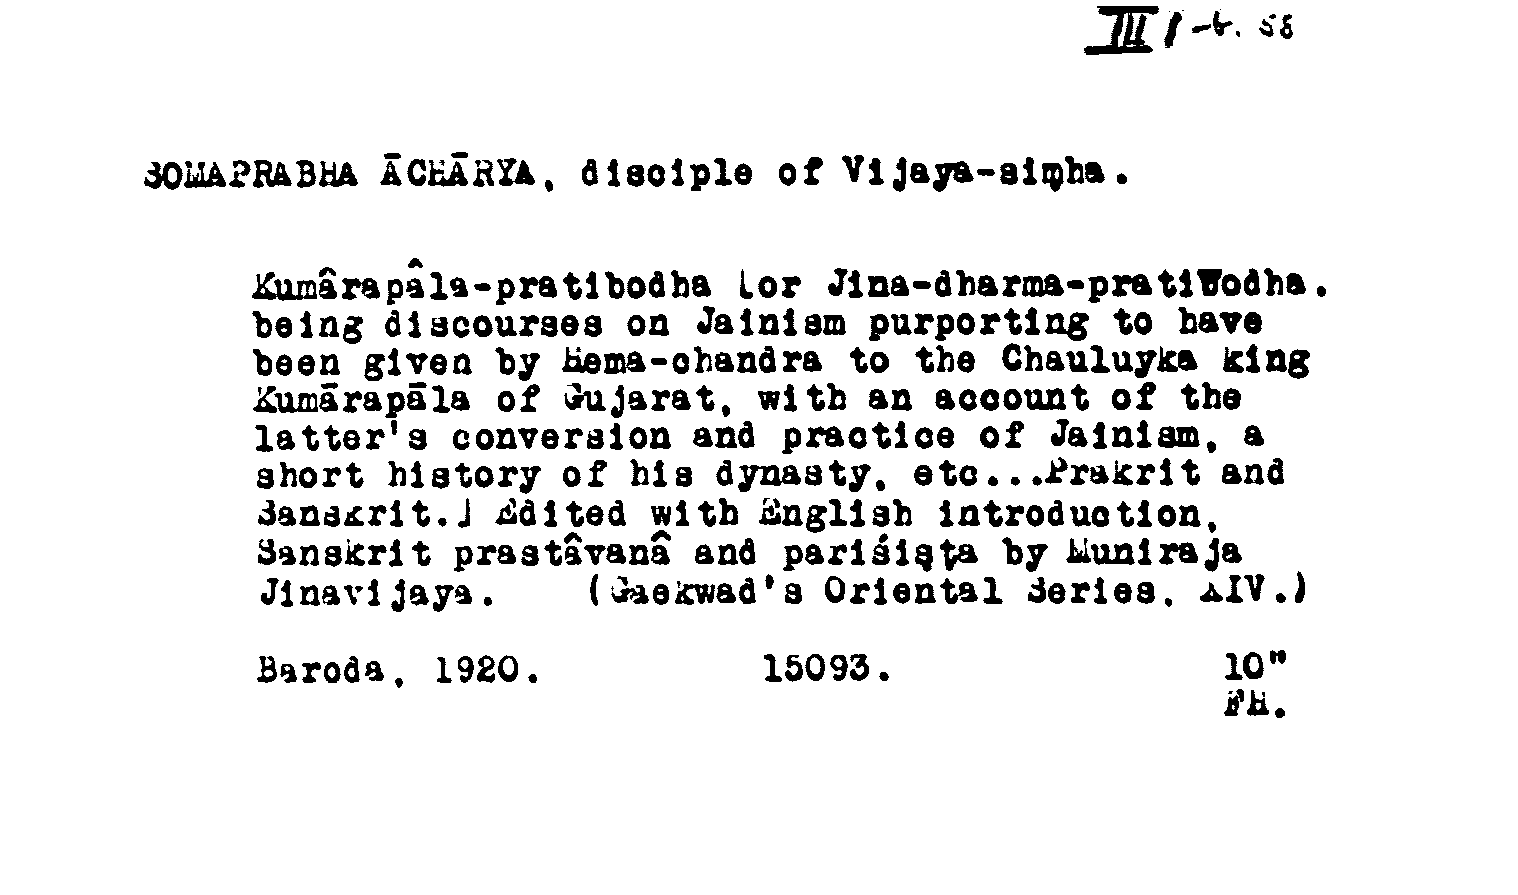 III 1-6. 58
SOMAPRABHA ĀCHĀRYA, disciple of Vijaya-siṃha.
Kumârapâla-pratibodha [or Jina-dharma-pratibodha.
being discourses on Jainism purporting to have
been given by Hema-chandra to the Chauluyka king
Kumārapāla of Gujarat, with an account of the
latter's conversion and practice of Jainism, a
short history of his dynasty, etc...Prakrit and
Sanskrit.] Edited with English introduction,
Sanskrit prastâvanâ and pariśiṣṭa by Muniraja
Jinavijaya. (Gaekwad's Oriental Series, XIV.)
Baroda, 1920. 15093. 10"
FH.